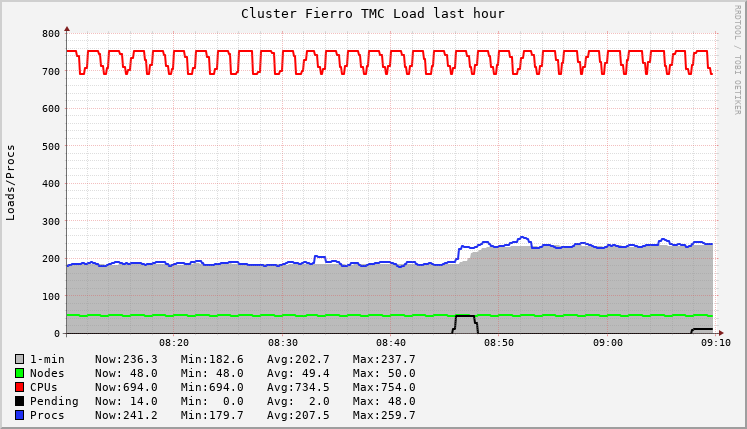 Cluster Fierro TMC Load last hour
RRDTOOL / TOBI OETIKER
Loads/Procs
800
700
600
500
400
300
200
100
0
08:20 08:30 08:40 08:50 09:00 09:10
1-min Now:236.3 Min:182.6 Avg:202.7 Max:237.7
Nodes Now: 48.0 Min: 48.0 Avg: 49.4 Max: 50.0
CPUs Now:694.0 Min:694.0 Avg:734.5 Max:754.0
Pending Now: 14.0 Min: 0.0 Avg: 2.0 Max: 48.0
Procs Now:241.2 Min:179.7 Avg:207.5 Max:259.7